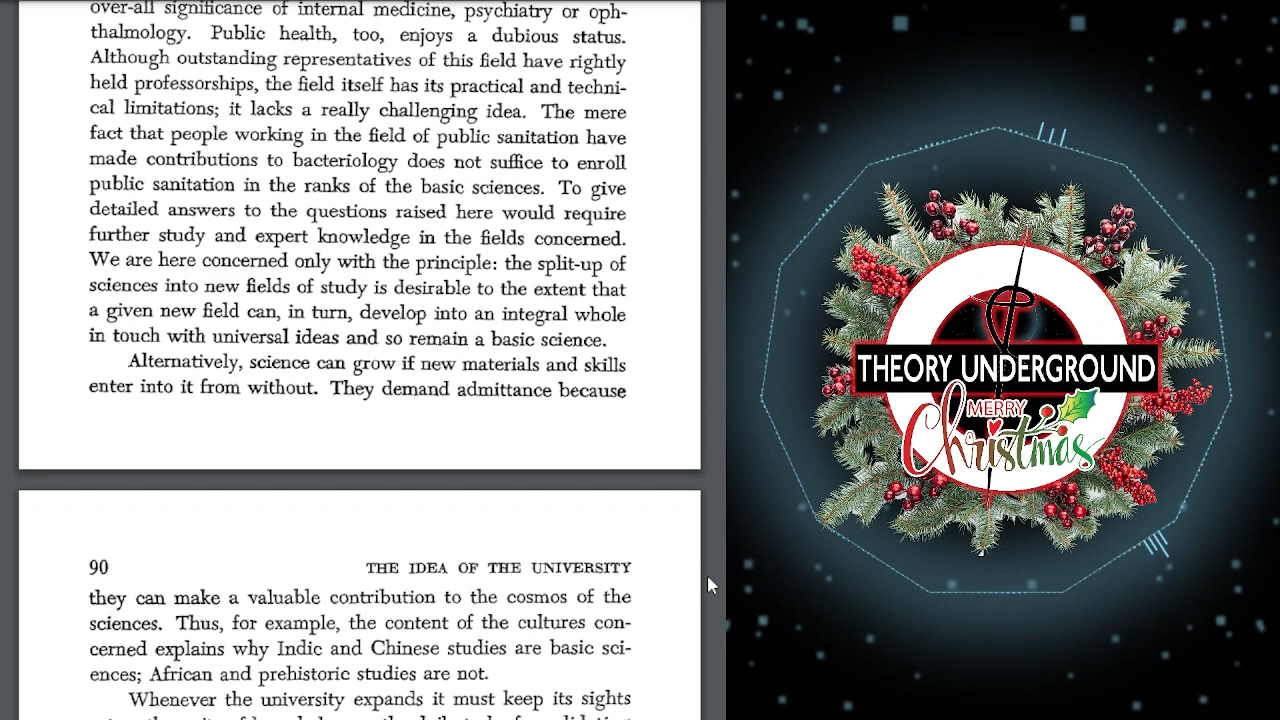 over-all significance of internal medicine, psychiatry or oph-
thalmology. Public health, too, enjoys a dubious status.
Although outstanding representatives of this field have rightly
held professorships, the field itself has its practical and techni-
cal limitations; it lacks a really challenging idea. The mere
fact that people working in the field of public sanitation have
made contributions to bacteriology does not suffice to enroll
public sanitation in the ranks of the basic sciences. To give
detailed answers to the questions raised here would require
further study and expert knowledge in the fields concerned.
We are here concerned only with the principle: the split-up of
sciences into new fields of study is desirable to the extent that
a given new field can, in turn, develop into an integral whole
in touch with universal ideas and so remain a basic science.
Alternatively, science can grow if new materials and skills
enter into it from without. They demand admittance because
90 THE IDEA OF THE UNIVERSITY
they can make a valuable contribution to the cosmos of the
sciences. Thus, for example, the content of the cultures con-
cerned explains why Indic and Chinese studies are basic sci-
ences; African and prehistoric studies are not.
Whenever the university expands it must keep its sights
THEORY UNDERGROUND
MERRY
Christmas